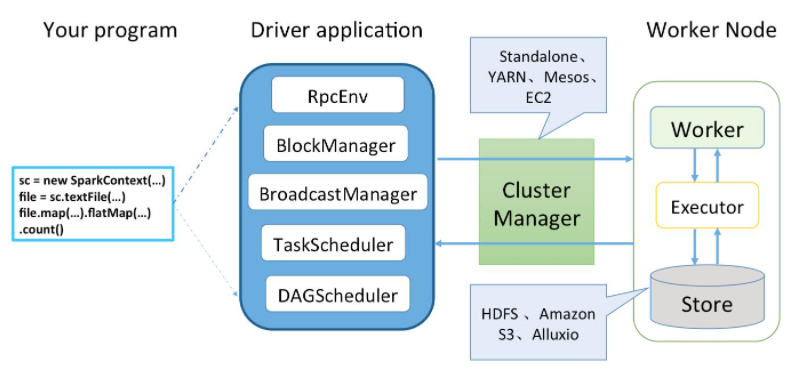 Your program
Driver application
Worker Node
sc = new SparkContext(…)
file = sc.textFile(…)
file.map(…).flatMap(…)
.count()
RpcEnv
BlockManager
BroadcastManager
TaskScheduler
DAGScheduler
Standalone、
YARN、Mesos、
EC2
Cluster
Manager
HDFS 、Amazon
S3、Alluxio
Worker
Executor
Store